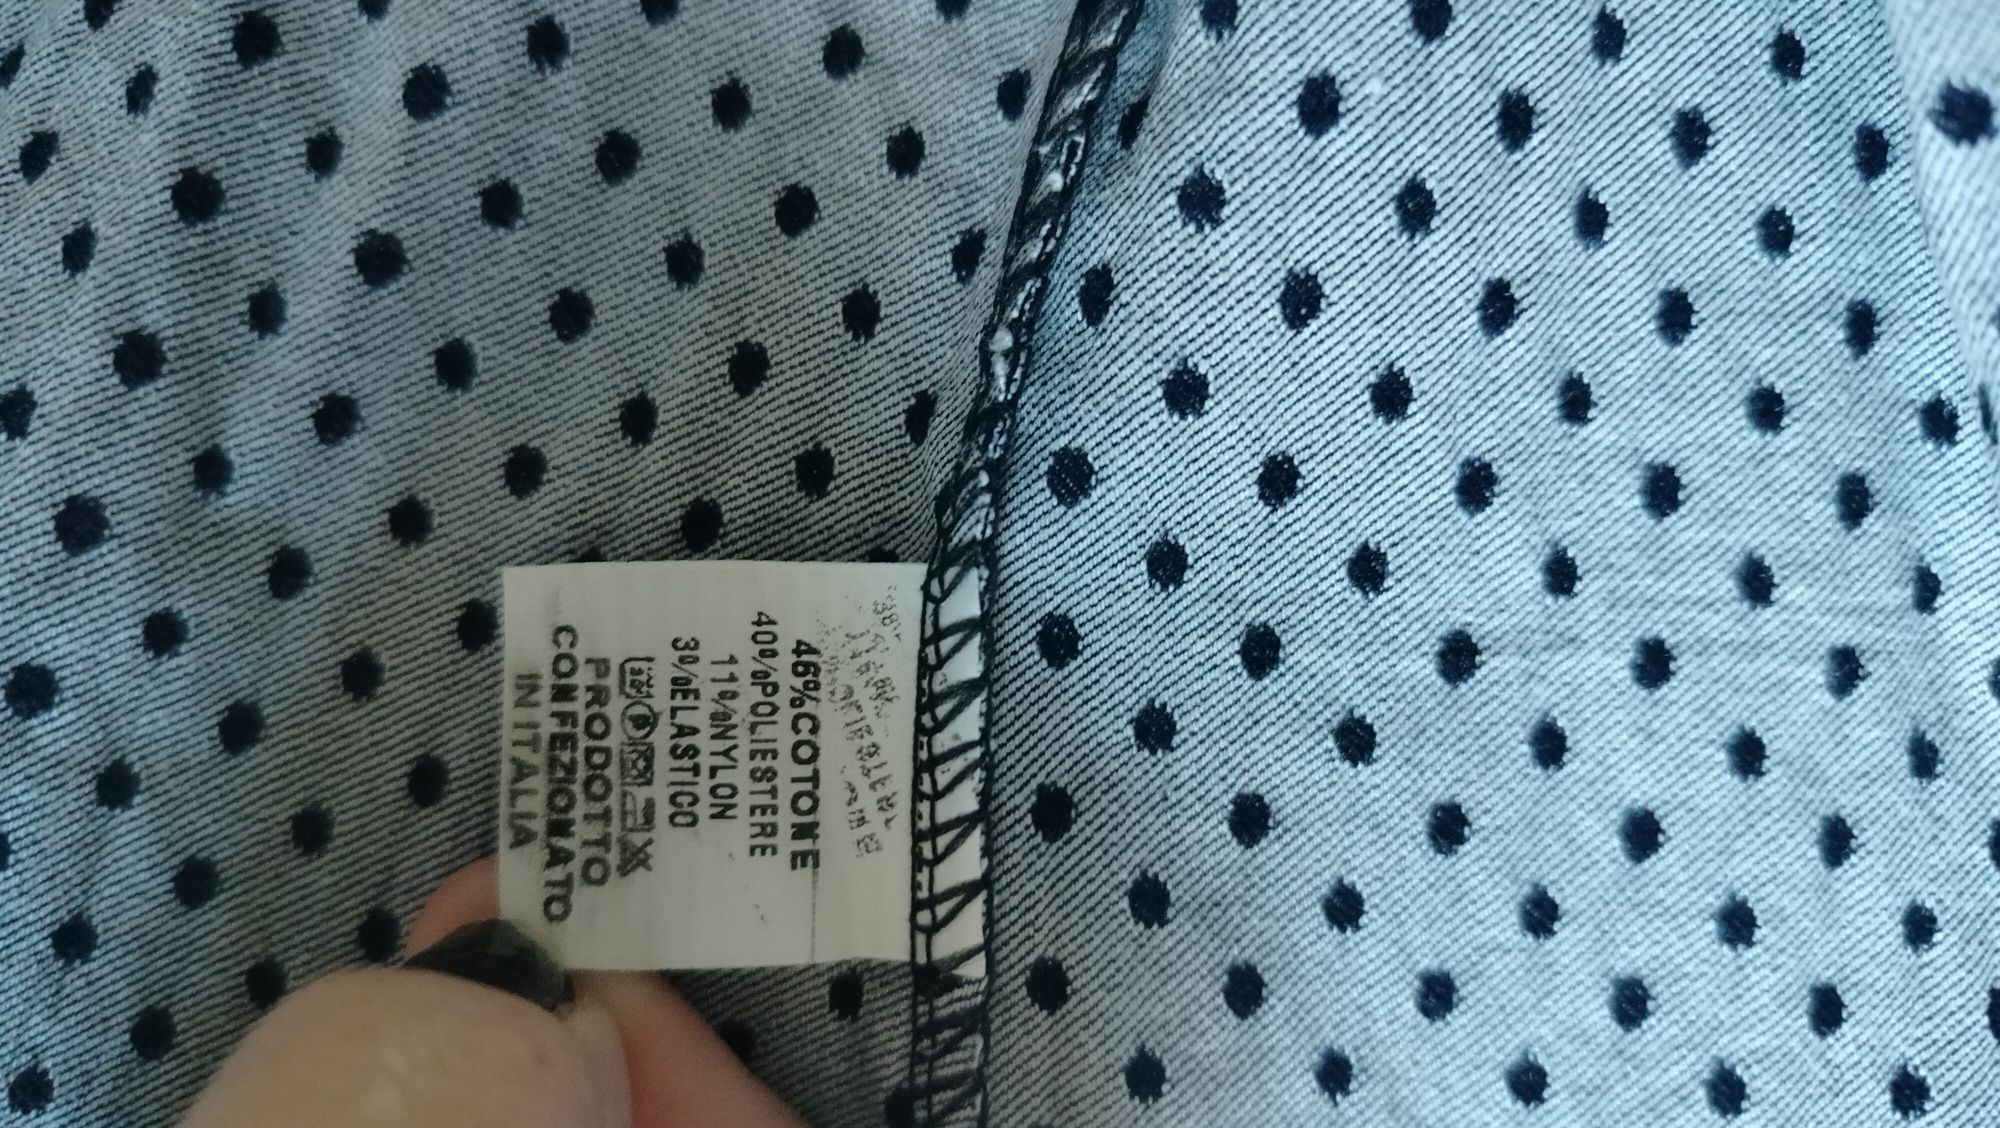 46%COTONE
40%POLIESTERE
11%NYLON
3%ELASTICO
PRODOTTO
CONFEZIONATO
IN ITALIA